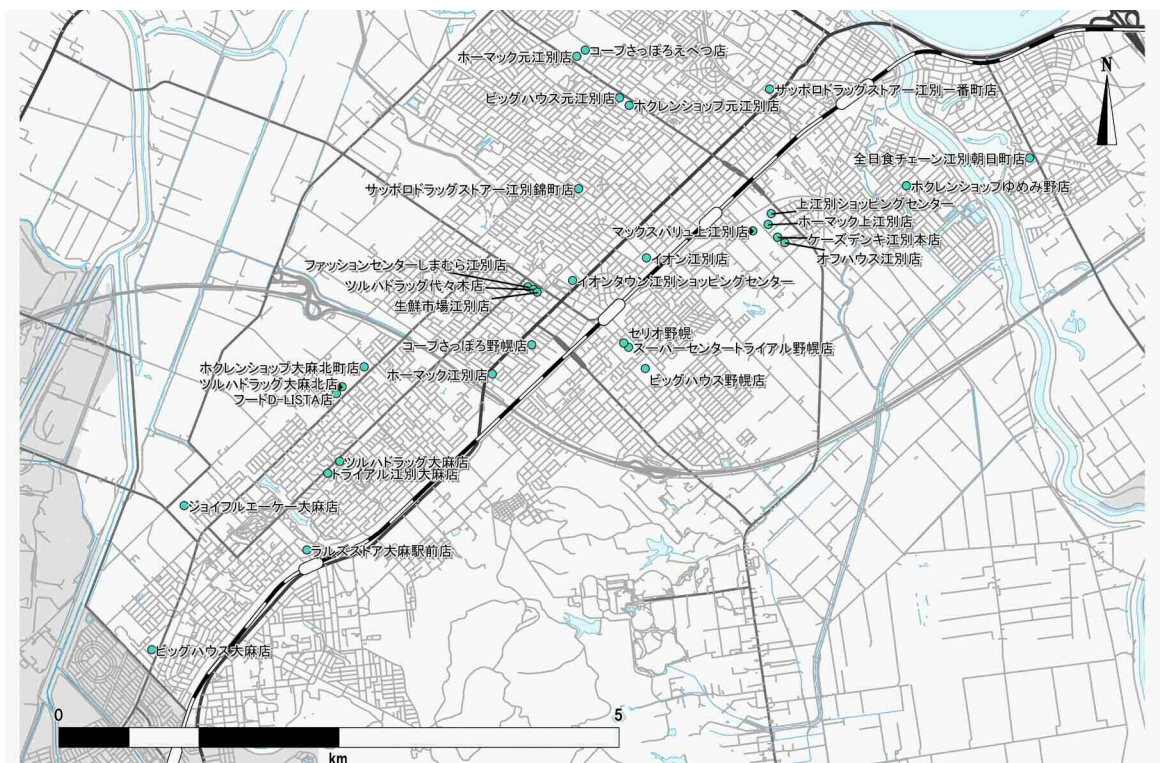 コープさっぽろえべつ店
ホーマック元江別店
ビッグハウス元江別店
ホクレンショップ元江別店
サッポロドラッグストアー江別一番町店
N
全日食チェーン江別朝日町店
ホクレンショップゆめみ野店
サッポロドラッグストアー江別錦町店
上江別ショッピングセンター
ホーマック上江別店
マックスバリュ上江別店
ケーズデンキ江別本店
オフハウス江別店
イオン江別店
ファッションセンターしまむら江別店
イオンタウン江別ショッピングセンター
ツルハドラッグ代々木店
生鮮市場江別店
セリオ野幌
コープさっぽろ野幌店
スーパーセンタートライアル野幌店
ホクレンショップ大麻北町店
ホーマック江別店
ビッグハウス野幌店
ツルハドラッグ大麻北店
フードD-LISTA店
ツルハドラッグ大麻店
トライアル江別大麻店
ジョイフルエーケー大麻店
ラルズストア大麻駅前店
ビッグハウス大麻店
0 5
km